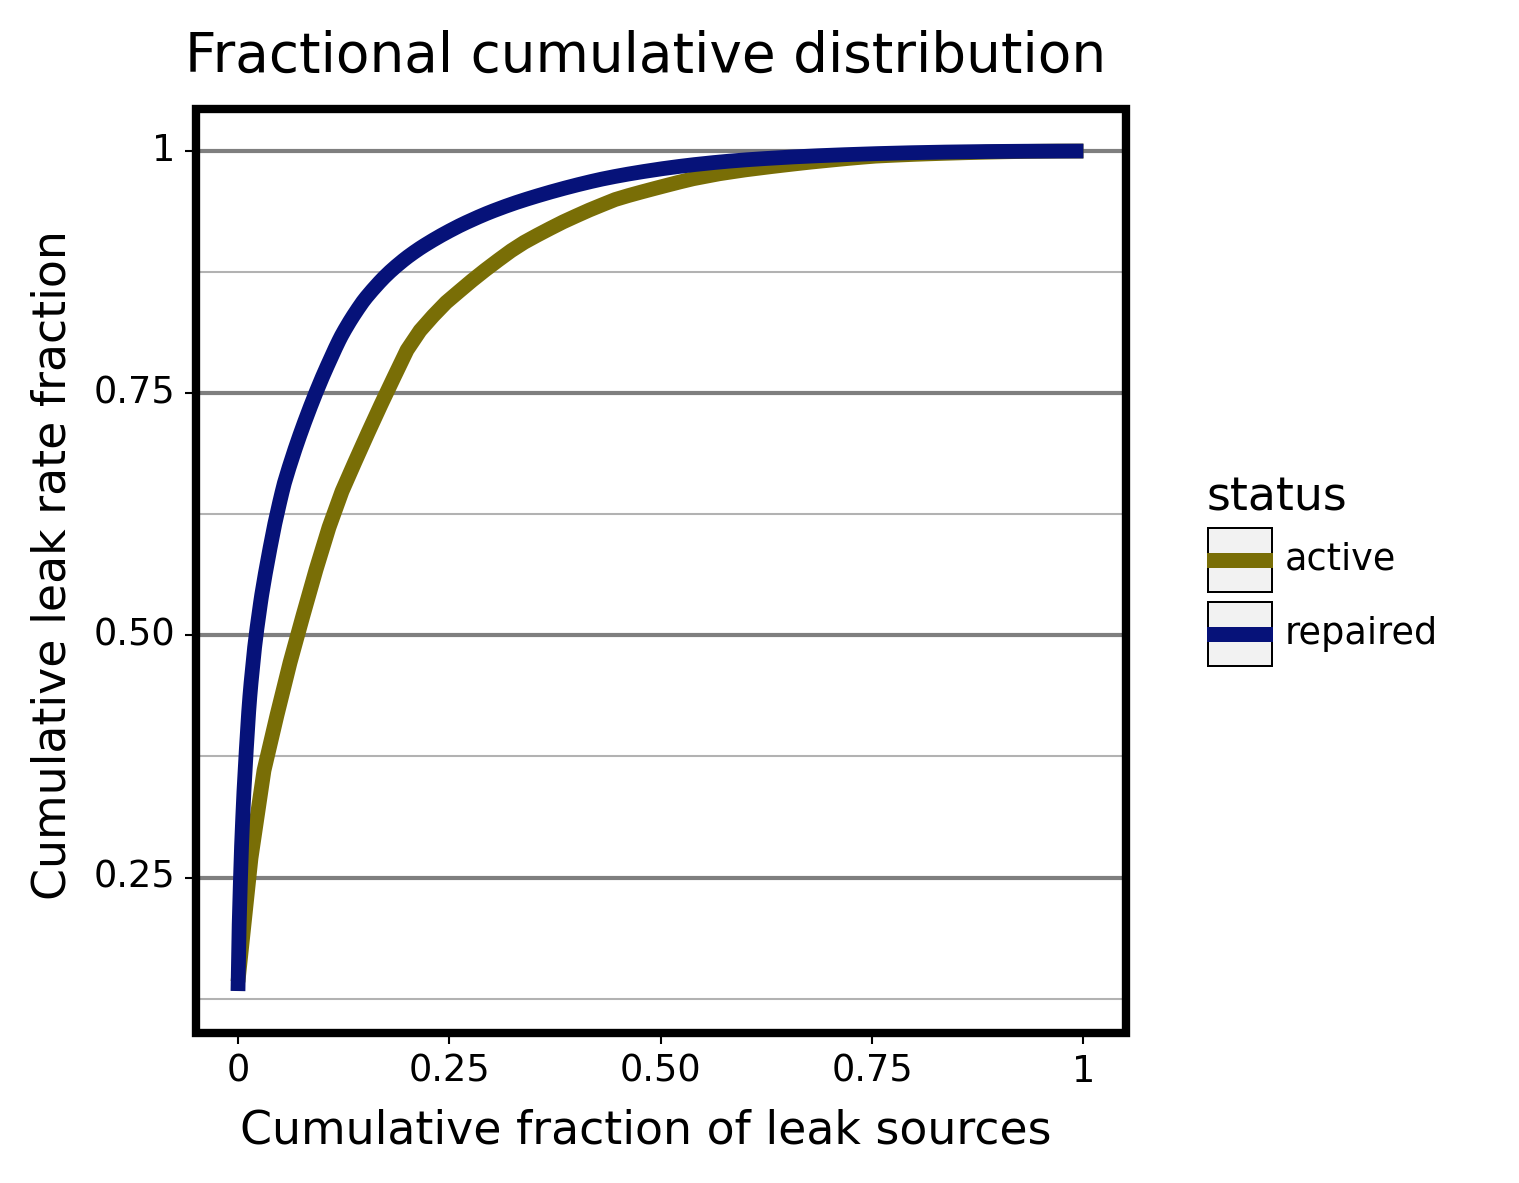 Fractional cumulative distribution
Cumulative leak rate fraction
1
0.75
0.50
0.25
0 0.25 0.50 0.75 1
Cumulative fraction of leak sources
status
active
repaired